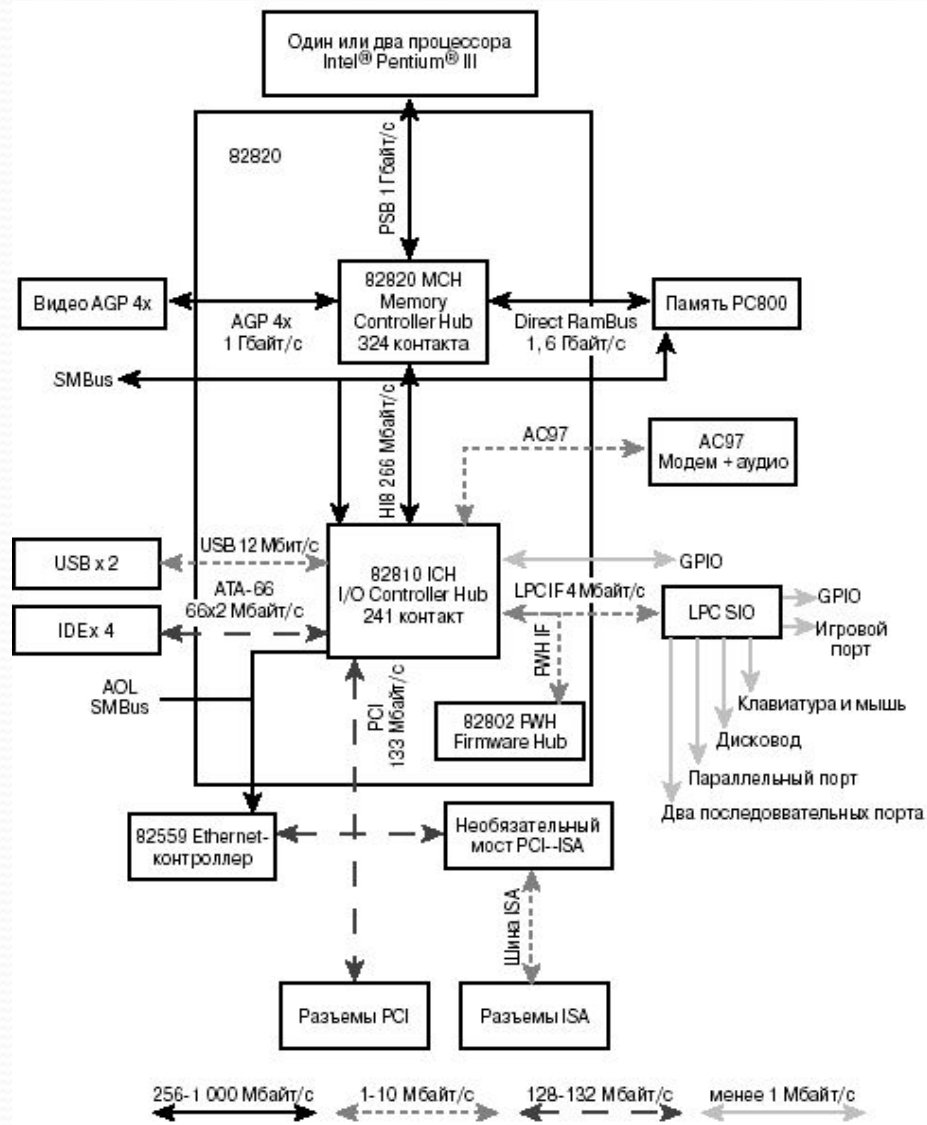 Один или два процессора
Intel® Pentium® III
82820
PSB 1 Гбайт/с
82820 MCH
Memory
Controller Hub
324 контакта
Видео AGP 4x
AGP 4x
1 Гбайт/с
Direct RamBus
1, 6 Гбайт/с
Память PC800
SMBus
HI8 266 Мбайт/с
AC97
AC97
Модем + аудио
USB x 2
USB 12 Мбит/с
82810 ICH
I/O Controller Hub
241 контакт
GPIO
IDEx 4
ATA-66
66x2 Мбайт/с
LPC IF 4 Мбайт/с
LPC SIO
GPIO
Игровой
порт
FWH IF
AOL
SMBus
PCI
133 Мбайт/с
82802 FWH
Firmware Hub
Клавиатура и мышь
Дисковод
Параллельный порт
Два последоввательных порта
82559 Ethernet-
контроллер
Необязательный
мост PCI--ISA
Шина ISA
Разъемы PCI
Разъемы ISA
256-1 000 Мбайт/с
1-10 Мбайт/с
128-132 Мбайт/с
менее 1 Мбайт/с